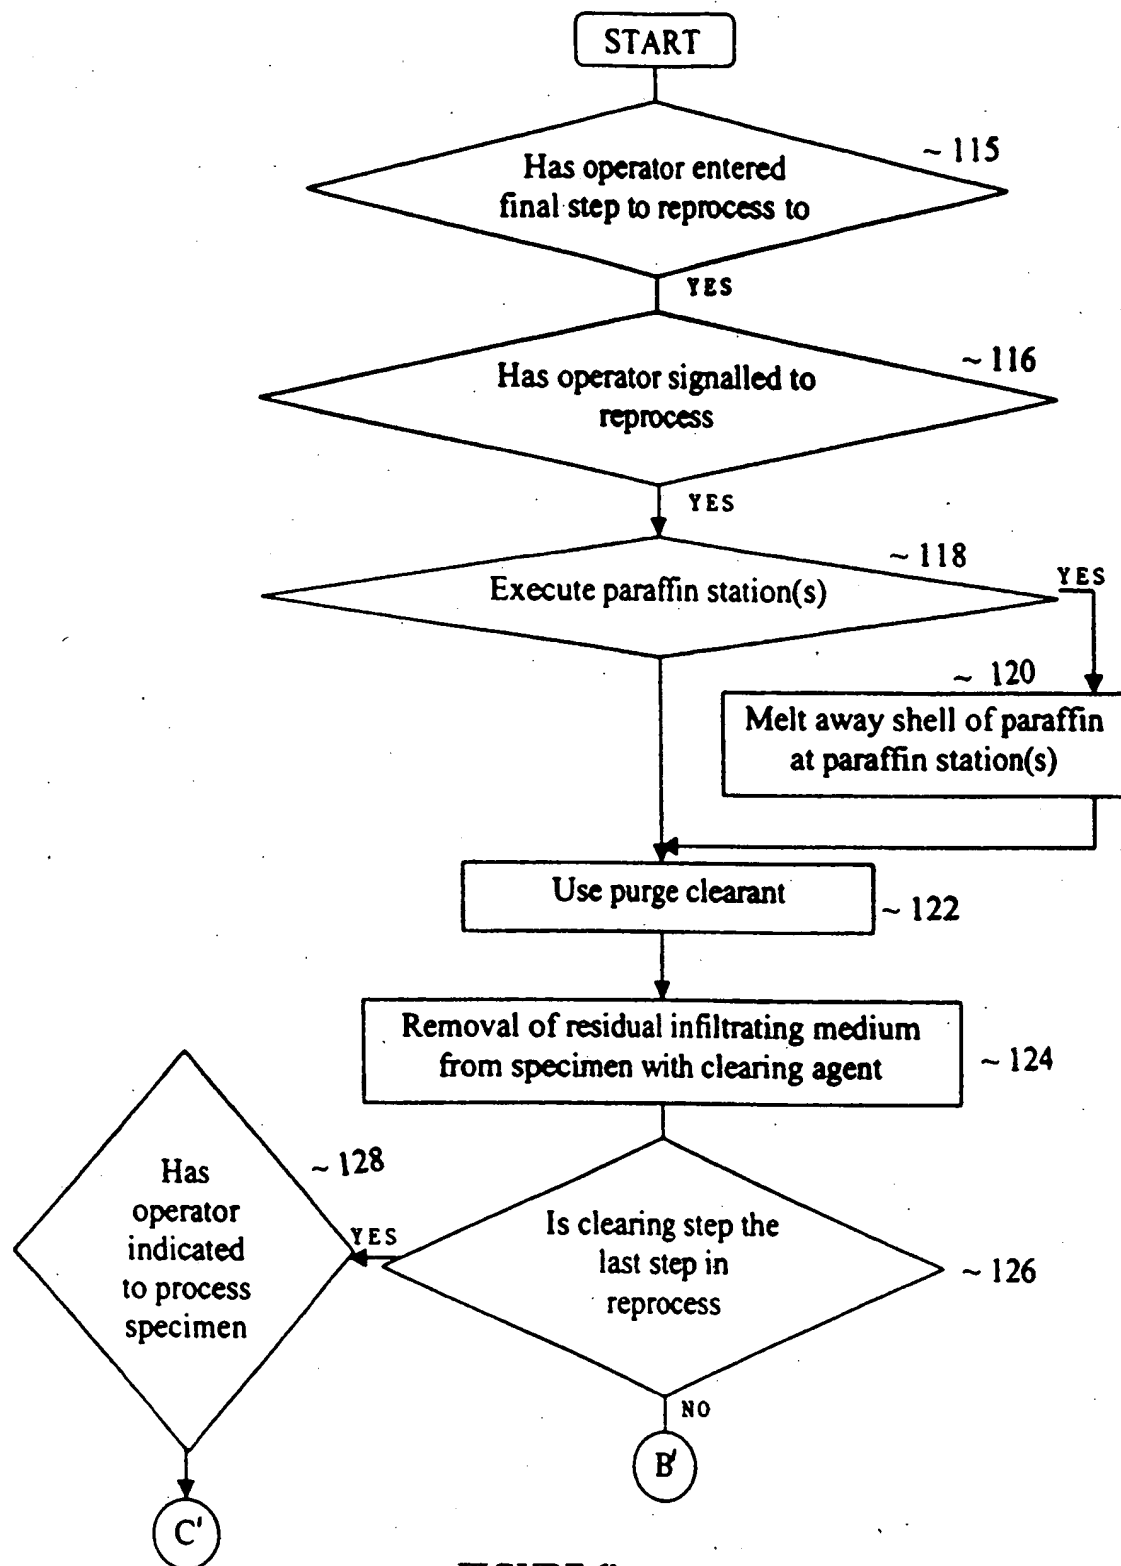 START
Has operator entered
final step to reprocess to
~ 115
YES
Has operator signalled to
reprocess
~ 116
YES
Execute paraffin station(s)
~ 118
YES
~ 120
Melt away shell of paraffin
at paraffin station(s)
Use purge clearant
~ 122
Removal of residual infiltrating medium
from specimen with clearing agent
~ 124
Has
operator
indicated
to process
specimen
~ 128
YES
Is clearing step the
last step in
reprocess
~ 126
NO
B'
C'